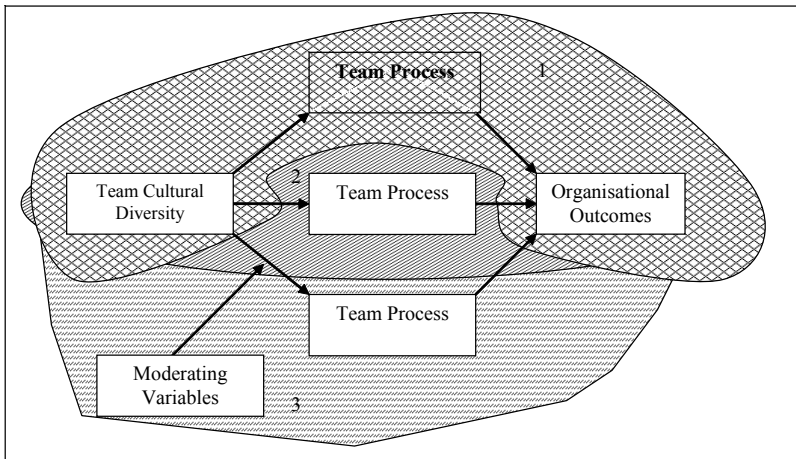 Team Process
1
2
Team Cultural
Diversity
Team Process
Organisational
Outcomes
Team Process
Moderating
Variables
3